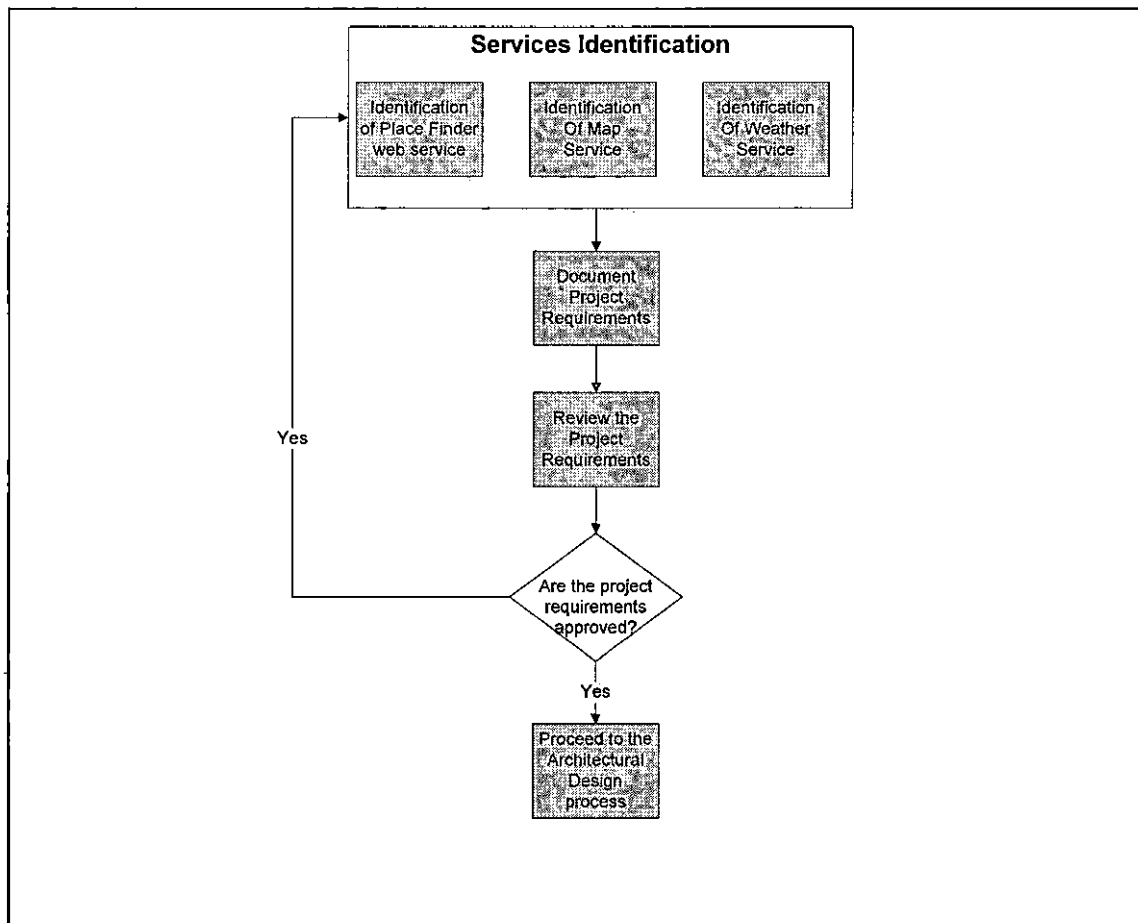 Services Identification
Identification
of Place Finder
web service
Identification
Of Map
Service
Identification
Of Weather
Service
Document
Project
Requirements
Review the
Project
Requirements
Yes
Are the project
requirements
approved?
Yes
Proceed to the
Architectural
Design
process